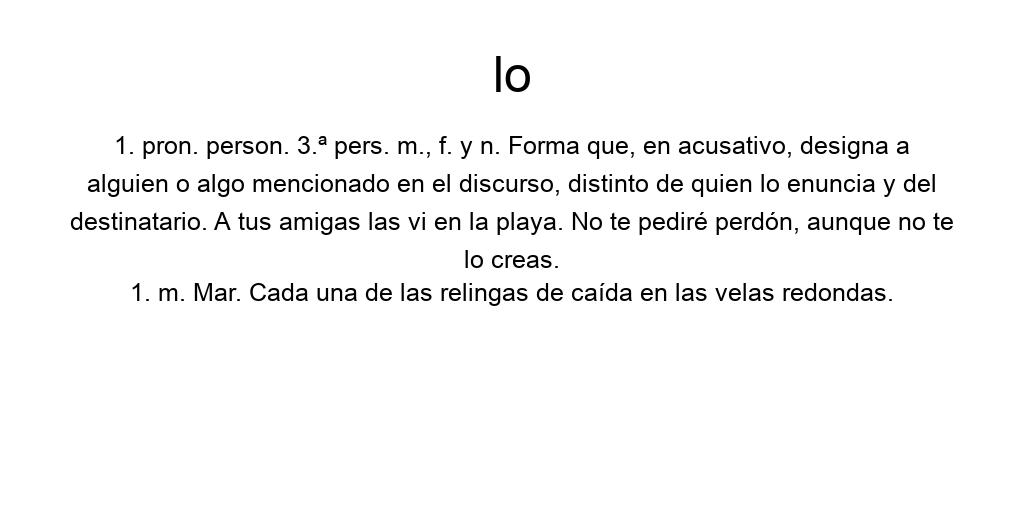 lo
1. pron. person. 3.ª pers. m., f. y n. Forma que, en acusativo, designa a
alguien o algo mencionado en el discurso, distinto de quien lo enuncia y del
destinatario. A tus amigas las vi en la playa. No te pediré perdón, aunque no te
lo creas.
1. m. Mar. Cada una de las relingas de caída en las velas redondas.